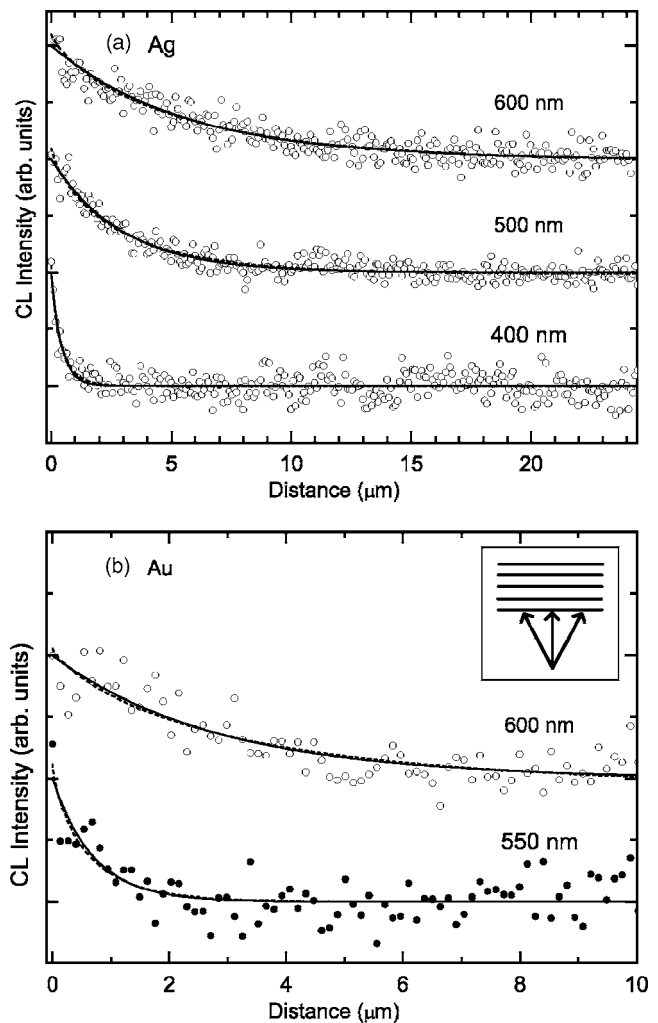 (a) Ag
600 nm
500 nm
400 nm
CL Intensity (arb. units)
0 5 10 15 20
Distance (μm)
(b) Au
600 nm
550 nm
CL Intensity (arb. units)
0 2 4 6 8 10
Distance (μm)